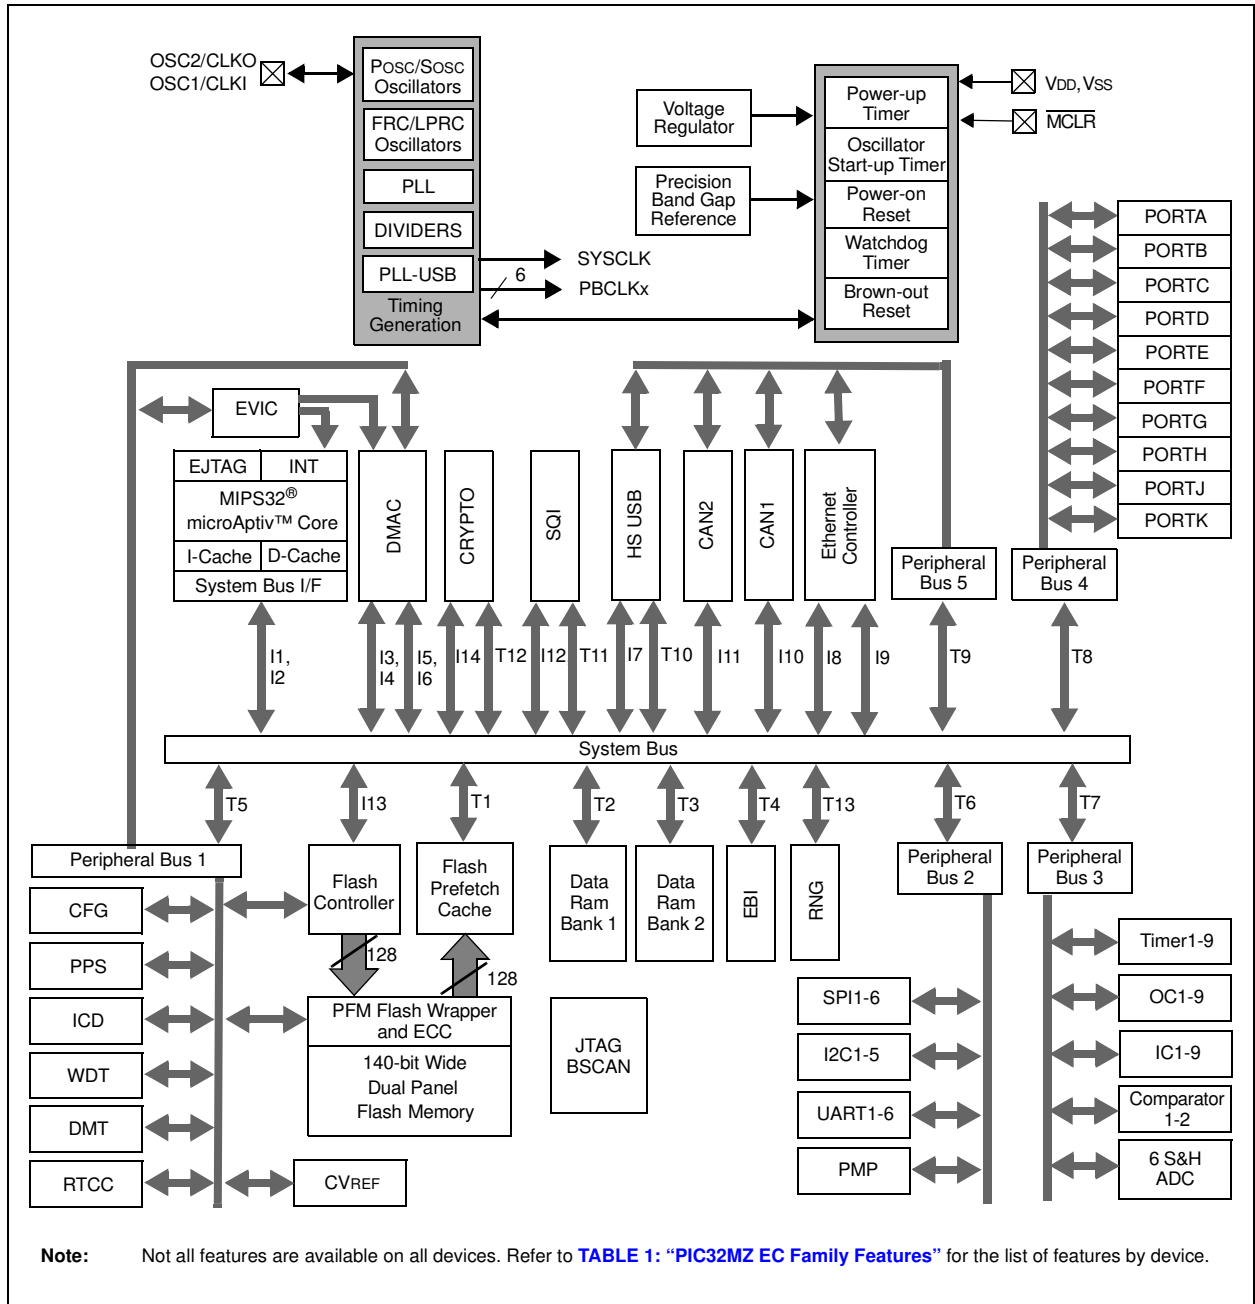 OSC2/CLKO
OSC1/CLKI
POSC/SOSC
Oscillators
FRC/LPRC
Oscillators
PLL
DIVIDERS
PLL-USB
Timing
Generation
SYSCLK
6
PBCLKx
Voltage
Regulator
Precision
Band Gap
Reference
Power-up
Timer
Oscillator
Start-up Timer
Power-on
Reset
Watchdog
Timer
Brown-out
Reset
VDD, VSS
MCLR
PORTA
PORTB
PORTC
PORTD
PORTE
PORTF
PORTG
PORTH
PORTJ
PORTK
EVIC
EJTAG
INT
MIPS32®
microAptiv™ Core
I-Cache
D-Cache
System Bus I/F
DMAC
CRYPTO
SQI
HS USB
CAN2
CAN1
Ethernet
Controller
Peripheral
Bus 5
Peripheral
Bus 4
I1,
I2
I3,
I4
I5,
I6
I14
T12
I12
T11
I7
T10
I11
I10
I8
I9
T9
T8
System Bus
T5
I13
T1
T2
T3
T4
T13
T6
T7
Peripheral Bus 1
Flash
Controller
Flash
Prefetch
Cache
Data
Ram
Bank 1
Data
Ram
Bank 2
EBI
RNG
Peripheral
Bus 2
Peripheral
Bus 3
CFG
PPS
ICD
WDT
DMT
RTCC
128
128
PFM Flash Wrapper
and ECC
140-bit Wide
Dual Panel
Flash Memory
CVREF
JTAG
BSCAN
SPI1-6
I2C1-5
UART1-6
PMP
Timer1-9
OC1-9
IC1-9
Comparator
1-2
6 S&H
ADC
Note: Not all features are available on all devices. Refer to TABLE 1: “PIC32MZ EC Family Features” for the list of features by device.